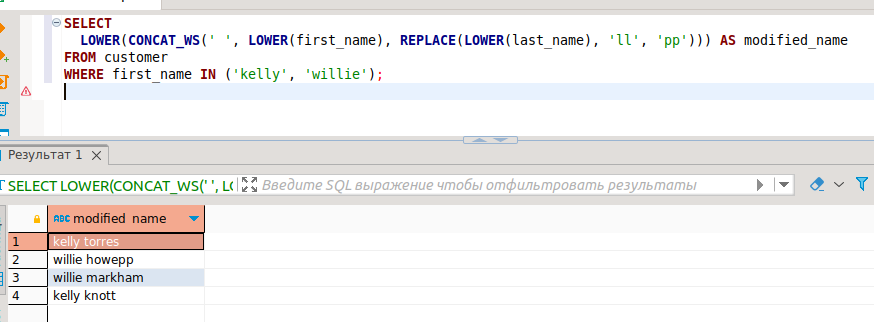 SELECT
LOWER(CONCAT_WS(' ', LOWER(first_name), REPLACE(LOWER(last_name), 'll', 'pp'))) AS modified_name
FROM customer
WHERE first_name IN ('kelly', 'willie');
Результат 1
SELECT LOWER(CONCAT_WS(' ', LO
Введите SQL выражение чтобы отфильтровать результаты
ABC modified_name
1 kelly torres
2 willie howepp
3 willie markham
4 kelly knott